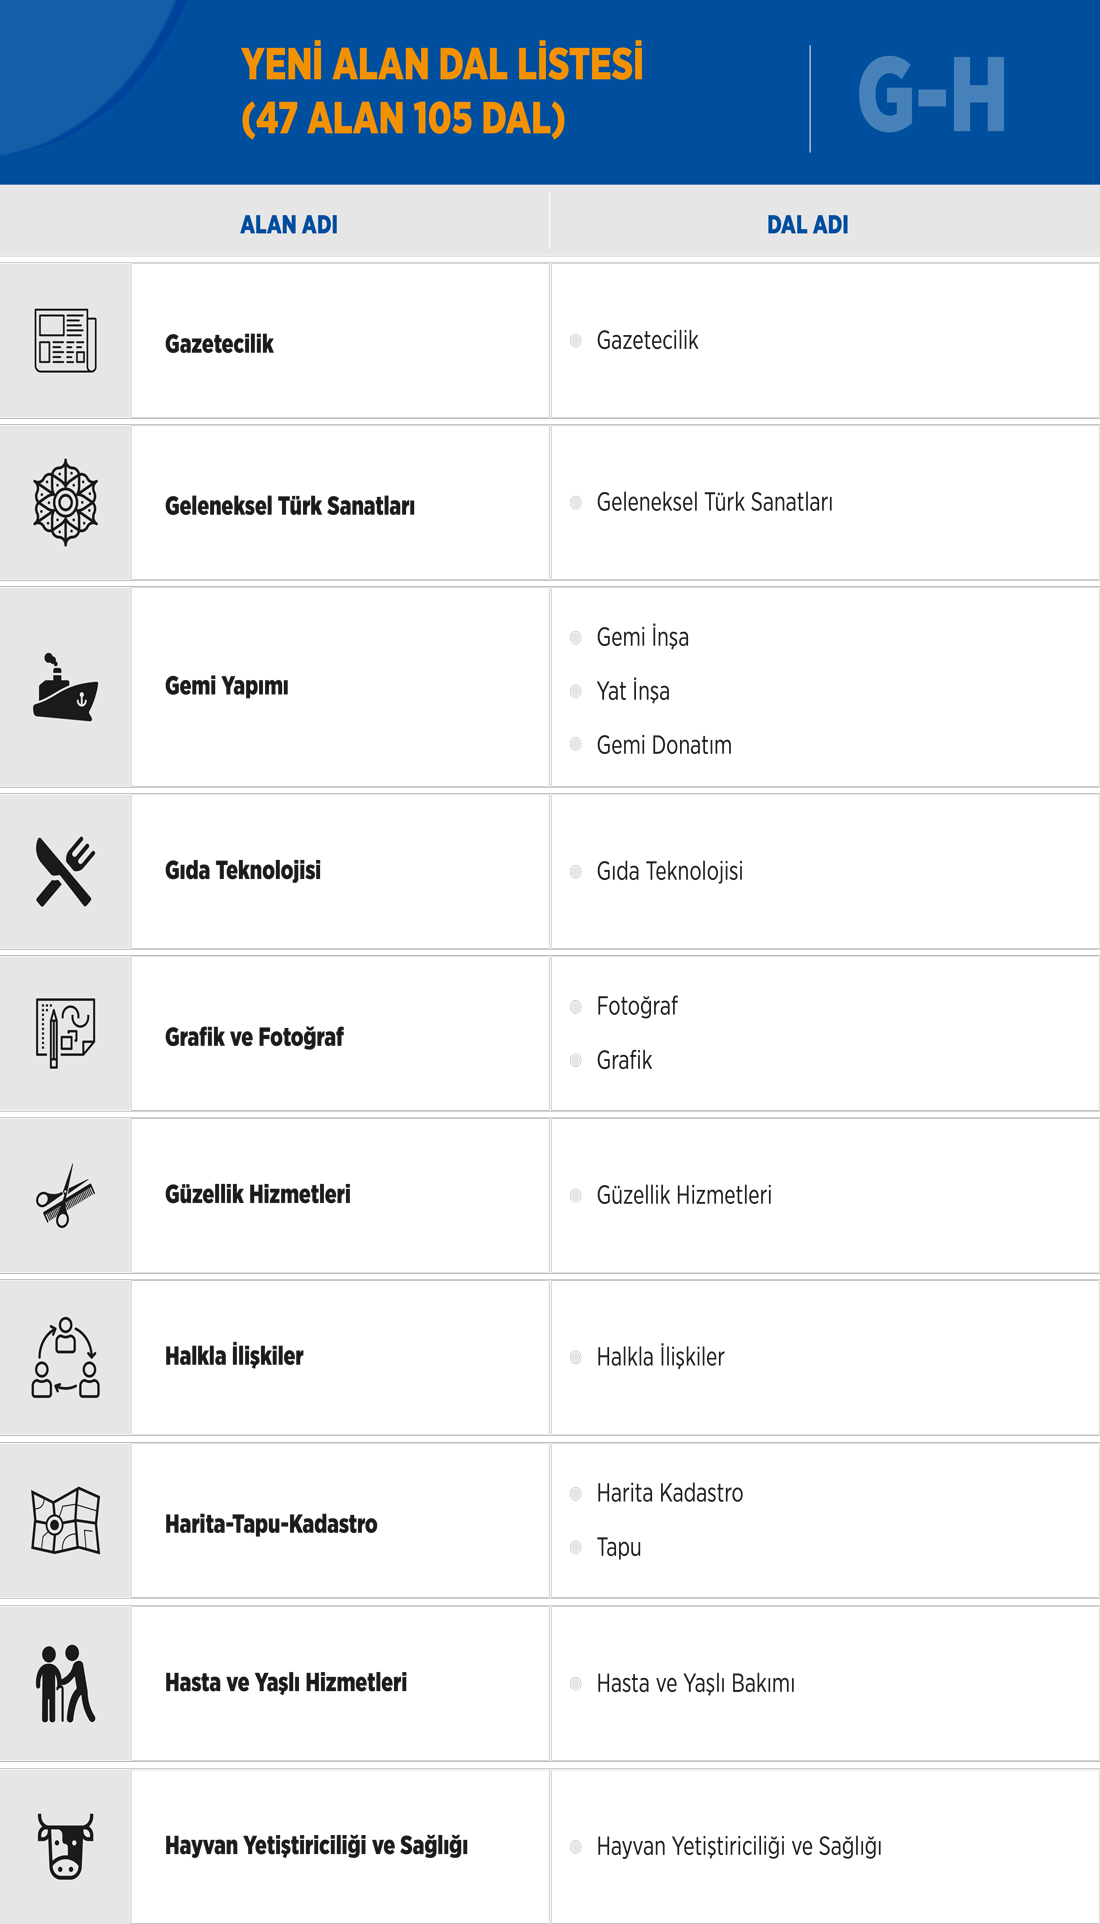 YENİ ALAN DAL LİSTESİ
(47 ALAN 105 DAL)
G-H
ALAN ADI
DAL ADI
Gazetecilik
Gazetecilik
Geleneksel Türk Sanatları
Geleneksel Türk Sanatları
Gemi Yapımı
Gemi İnşa
Yat İnşa
Gemi Donatım
Gıda Teknolojisi
Gıda Teknolojisi
Grafik ve Fotoğraf
Fotoğraf
Grafik
Güzellik Hizmetleri
Güzellik Hizmetleri
Halkla İlişkiler
Halkla İlişkiler
Harita-Tapu-Kadastro
Harita Kadastro
Tapu
Hasta ve Yaşlı Hizmetleri
Hasta ve Yaşlı Bakımı
Hayvan Yetiştiriciliği ve Sağlığı
Hayvan Yetiştiriciliği ve Sağlığı